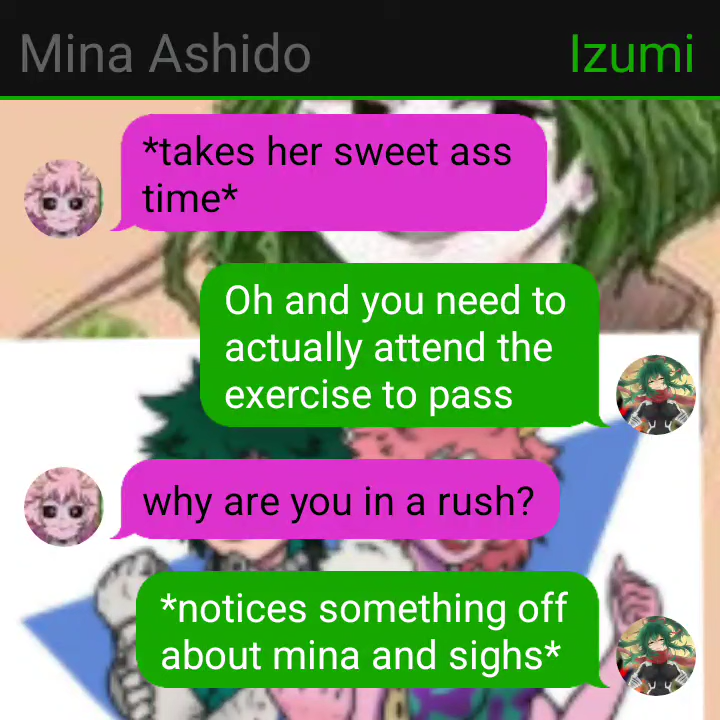 Mina Ashido
Izumi
*takes her sweet ass
time*
Oh and you need to
actually attend the
exercise to pass
why are you in a rush?
*notices something off
about mina and sighs*